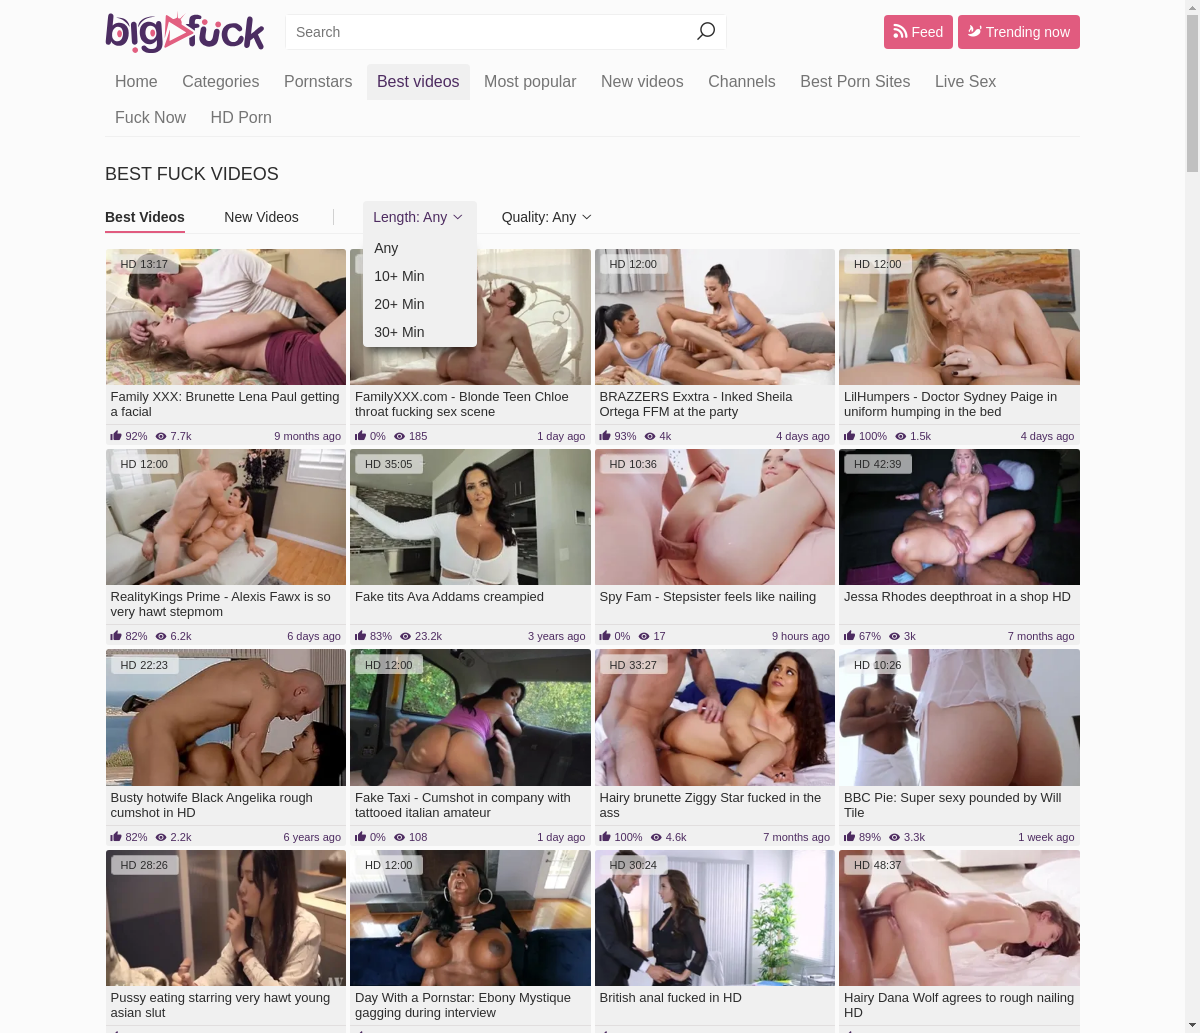 bigfuck
Search
Feed
Trending now
Home Categories Pornstars Best videos Most popular New videos Channels Best Porn Sites Live Sex
Fuck Now HD Porn
BEST FUCK VIDEOS
Best Videos New Videos Length: Any Quality: Any
Any
10+ Min
20+ Min
30+ Min
HD 13:17
HD 12:00
HD 12:00
Family XXX: Brunette Lena Paul getting
a facial
92% 7.7k 9 months ago
FamilyXXX.com - Blonde Teen Chloe
throat fucking sex scene
0% 185 1 day ago
BRAZZERS Exxtra - Inked Sheila
Ortega FFM at the party
93% 4k 4 days ago
LilHumpers - Doctor Sydney Paige in
uniform humping in the bed
100% 1.5k 4 days ago
HD 12:00
HD 35:05
HD 10:36
HD 42:39
RealityKings Prime - Alexis Fawx is so
very hawt stepmom
92% 6.2k 6 days ago
Fake tits Ava Addams creampied
83% 23.2k 3 years ago
Spy Fam - Stepsister feels like nailing
0% 17 9 hours ago
Jessa Rhodes deepthroat in a shop HD
67% 3k 7 months ago
HD 22:23
HD 12:00
HD 33:27
HD 10:26
Busty hotwife Black Angelika rough
cumshot in HD
82% 2.2k 6 years ago
Fake Taxi - Cumshot in company with
tattooed italian amateur
0% 108 1 day ago
Hairy brunette Ziggy Star fucked in the
ass
100% 4.6k 7 months ago
BBC Pie: Super sexy pounded by Will
Tile
89% 3.3k 1 week ago
HD 28:26
HD 12:00
HD 30:24
HD 48:37
Pussy eating starring very hawt young
asian slut
Day With a Pornstar: Ebony Mystique
gagging during interview
British anal fucked in HD
Hairy Dana Wolf agrees to rough nailing
HD